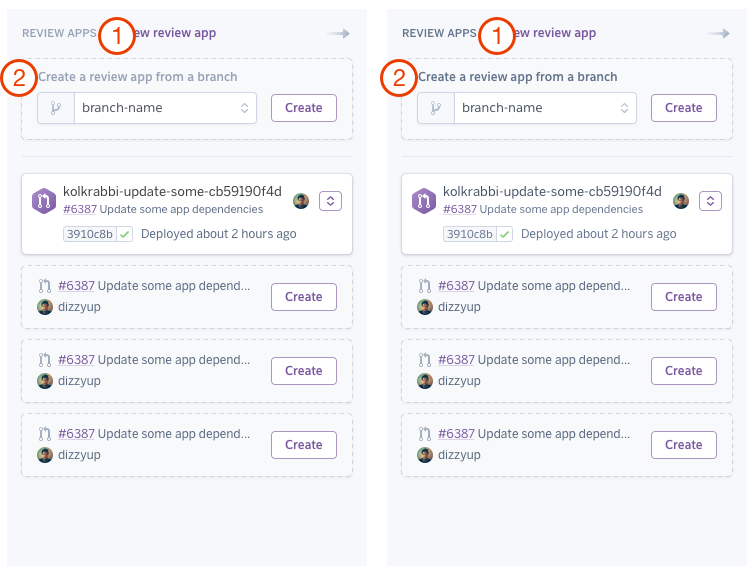 REVIEW APPS 1 ew review app
2 Create a review app from a branch
branch-name Create
kolkrabbi-update-some-cb59190f4d
#6387 Update some app dependencies
3910c8b Deployed about 2 hours ago
#6387 Update some app depend...
dizzyup
Create
#6387 Update some app depend...
dizzyup
Create
#6387 Update some app depend...
dizzyup
Create
REVIEW APPS 1 ew review app
2 Create a review app from a branch
branch-name Create
kolkrabbi-update-some-cb59190f4d
#6387 Update some app dependencies
3910c8b Deployed about 2 hours ago
#6387 Update some app depend...
dizzyup
Create
#6387 Update some app depend...
dizzyup
Create
#6387 Update some app depend...
dizzyup
Create